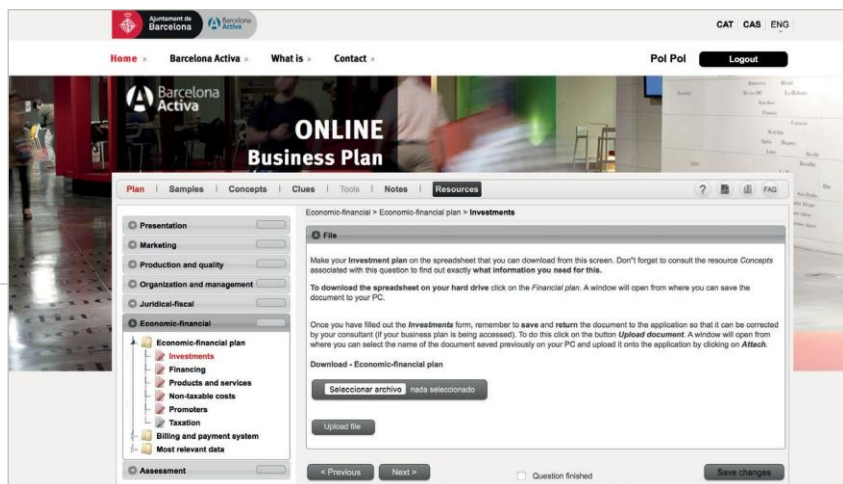 Ajuntament de
Barcelona
Barcelona
Activa
CAT CAS ENG
Home » Barcelona Activa » What is » Contact »
Pol Pol Logout
Barcelona
Activa
ONLINE
Business Plan
Plan | Samples | Concepts | Clues | Tools | Notes | Resources
? FAQ
Presentation
Marketing
Production and quality
Organization and management
Juridical-fiscal
Economic-financial
Economic-financial plan
Investments
Financing
Products and services
Non-taxable costs
Promoters
Taxation
Billing and payment system
Most relevant data
Assessment
Economic-financial > Economic-financial plan > Investments
File
Make your Investment plan on the spreadsheet that you can download from this screen. Don"t forget to consult the resource Concepts
associated with this question to find out exactly what information you need for this.
To download the spreadsheet on your hard drive click on the Financial plan. A window will open from where you can save the
document to your PC.
Once you have filled out the Investments form, remember to save and return the document to the application so that it can be corrected
by your consultant (if your business plan is being accessed). To do this click on the button Upload document. A window will open from
where you can select the name of the document saved previously on your PC and upload it onto the application by clicking on Attach.
Download - Economic-financial plan
Seleccionar archivo nada seleccionado
Upload file
< Previous Next > Question finished Save changes